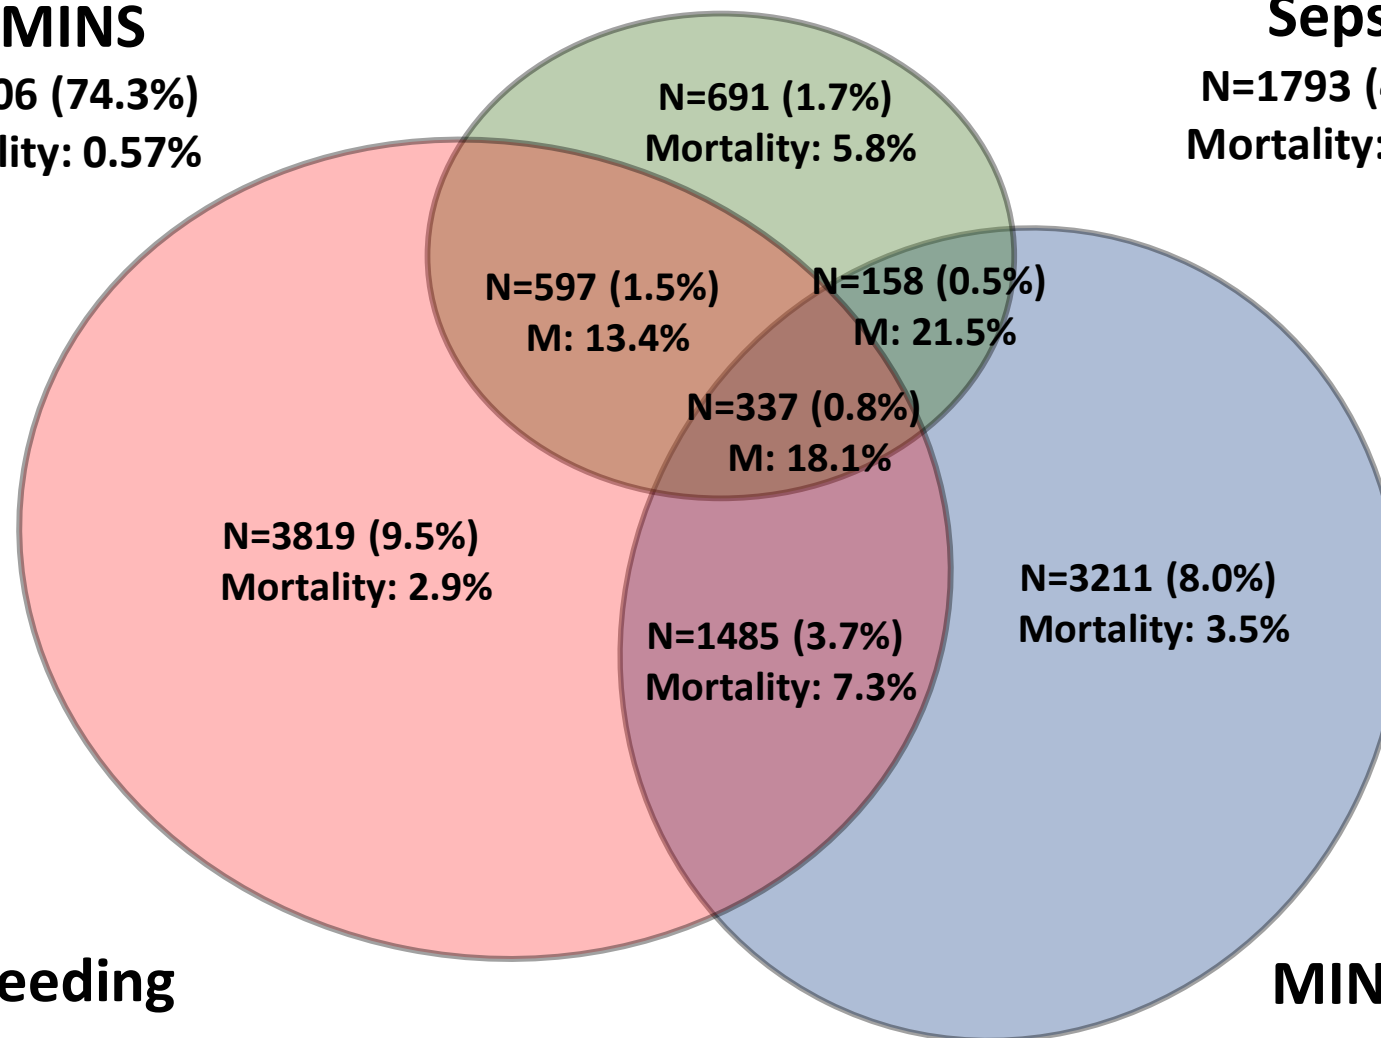 MINS
06 (74.3%)
lity: 0.57%
Seps
N=1793 (
Mortality:
N=691 (1.7%)
Mortality: 5.8%
N=597 (1.5%)
M: 13.4%
N=158 (0.5%)
M: 21.5%
N=337 (0.8%)
M: 18.1%
N=3819 (9.5%)
Mortality: 2.9%
N=3211 (8.0%)
Mortality: 3.5%
N=1485 (3.7%)
Mortality: 7.3%
eeding
MIN